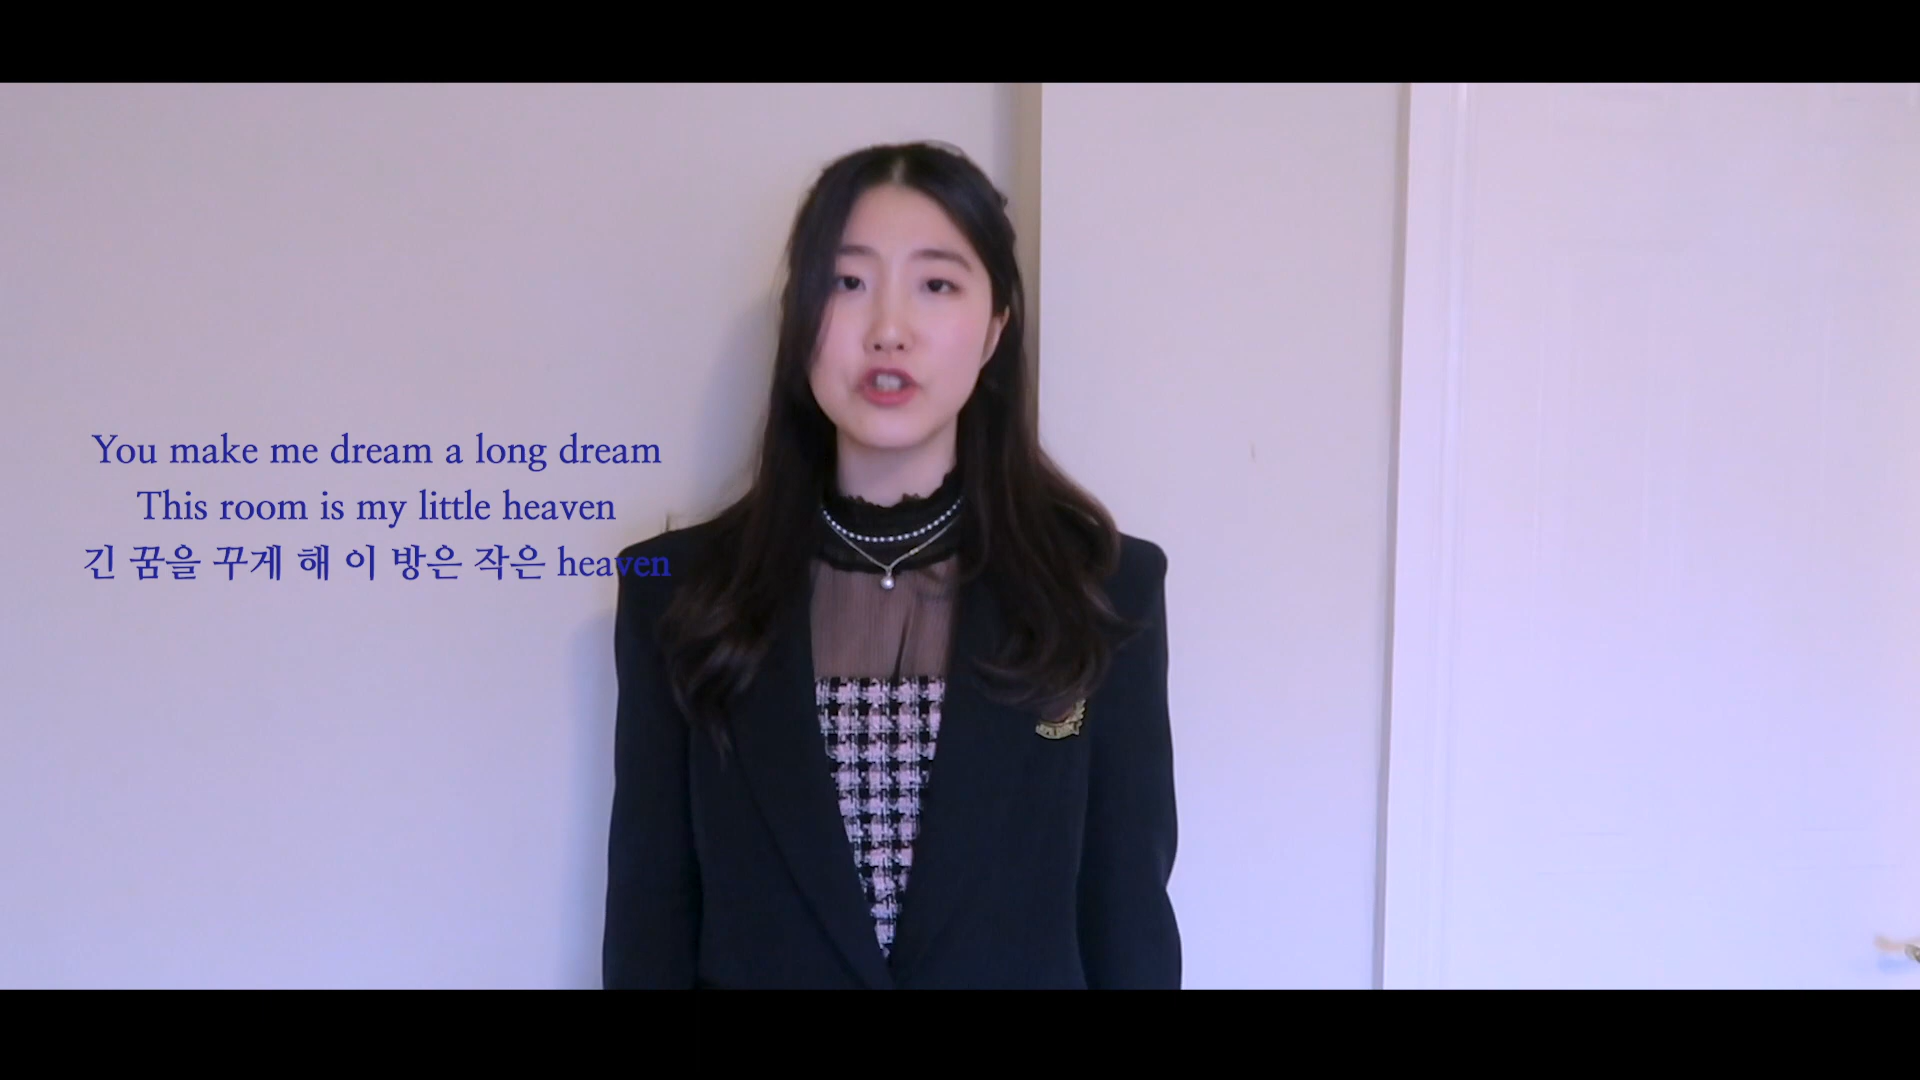 You make me dream a long dream
This room is my little heaven
긴 꿈을 꾸게 해 이 방은 작은 heaven